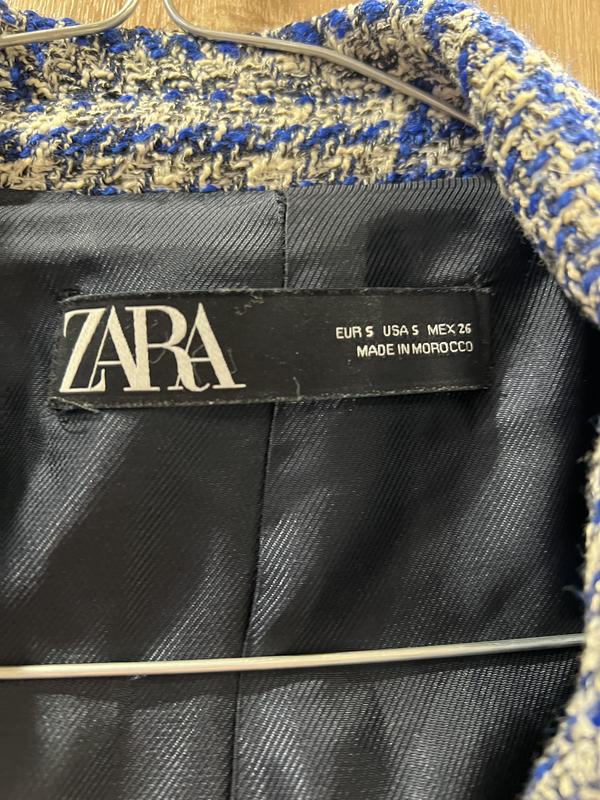 ZARA
EUR S USA S MEX 26
MADE IN MOROCCO